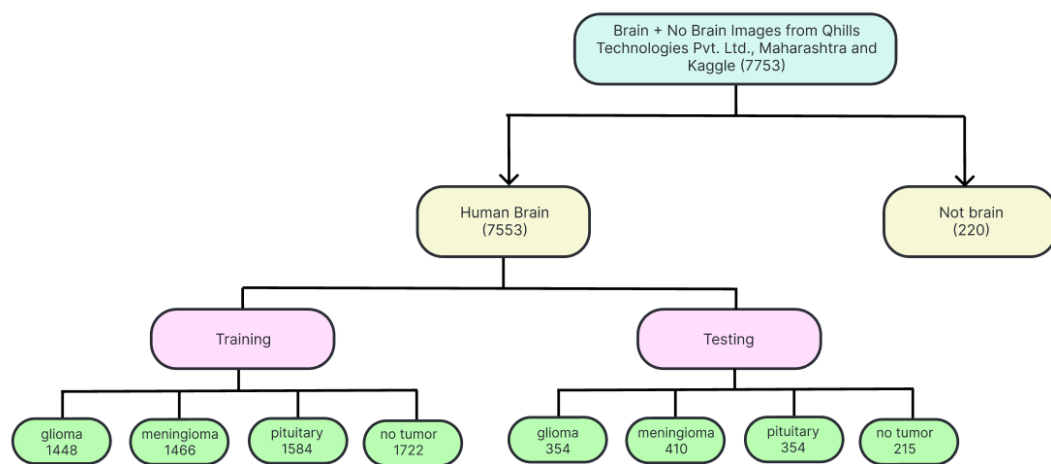 Brain + No Brain Images from Qhills
Technologies Pvt. Ltd., Maharashtra and
Kaggle (7753)
Human Brain
(7553)
Not brain
(220)
Training
Testing
glioma
1448
meningioma
1466
pituitary
1584
no tumor
1722
glioma
354
meningioma
410
pituitary
354
no tumor
215